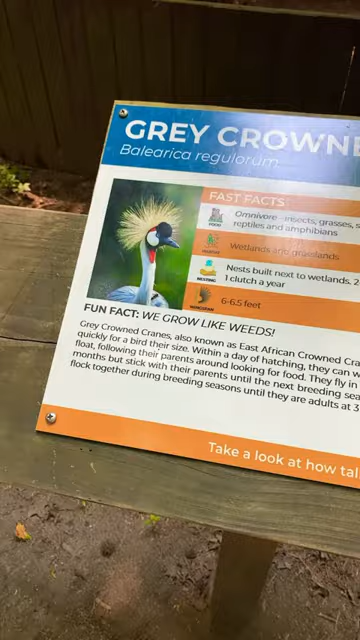 GREY CROWNE
Balearica regulorum
FAST FACTS
FOOD
Omnivore - insects, grasses, s
reptiles and amphibians
HABITAT
Wetlands and grasslands
NESTING
Nests built next to wetlands, 2
1 clutch a year
WINGSPAN
6-6.5 feet
FUN FACT: WE GROW LIKE WEEDS!
Grey Crowned Cranes, also known as East African Crowned Cra
quickly for a bird their size. Within a day of hatching, they can w
float, following their parents around looking for food. They fly in
months but stick with their parents until the next breeding sea
flock together during breeding seasons until they are adults at 3
Take a look at how tal